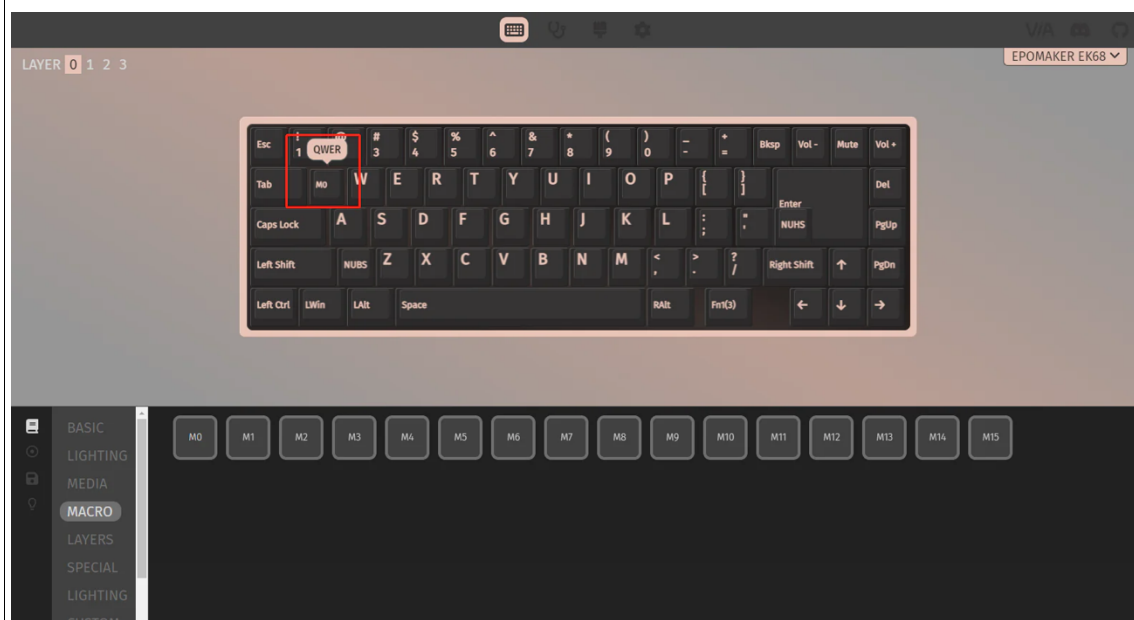 VIA
LAYER 0 1 2 3
EPOMAKER EK68
Esc ! 1 @ # 3 $ 4 % 5 ^ 6 & 7 * 8 ( 9 ) 0 _ - + = Bksp Vol - Mute Vol +
QWER
Tab M0 W E R T Y U I O P { [ } ] Del
Enter
Caps Lock A S D F G H J K L : ; " ' NUHS PgUp
Left Shift NUBS Z X C V B N M < , > . ? / Right Shift ↑ PgDn
Left Ctrl LWin LAlt Space RAlt Fn1(3) ← ↓ →
BASIC
LIGHTING
MEDIA
MACRO
LAYERS
SPECIAL
LIGHTING
CUSTOM
M0 M1 M2 M3 M4 M5 M6 M7 M8 M9 M10 M11 M12 M13 M14 M15